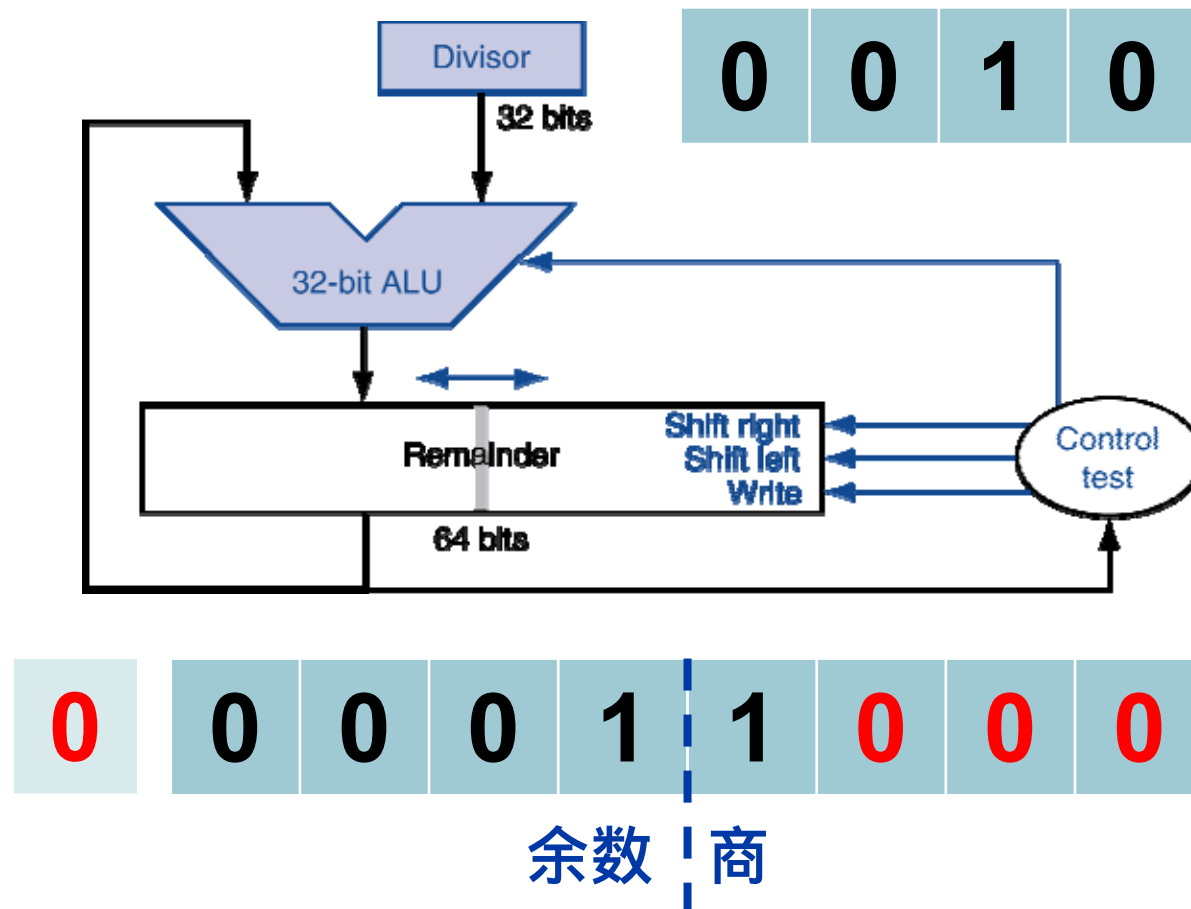 Divisor
0 0 1 0
32 bits
32-bit ALU
Remainder
Shift right
Shift left
Write
Control
test
64 bits
0 0 0 0 1 1 0 0 0
余数 商